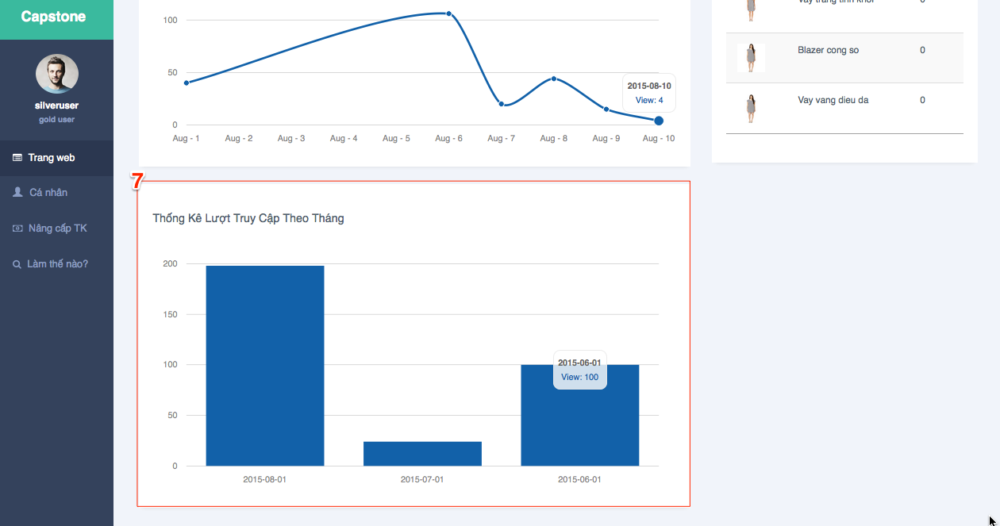 Capstone
silveruser
gold user
Trang web
Cá nhân
Nâng cấp TK
Làm thế nào?
100
50
0
2015-08-10
View: 4
Aug - 1 Aug - 2 Aug - 3 Aug - 4 Aug - 5 Aug - 6 Aug - 7 Aug - 8 Aug - 9 Aug - 10
0
Blazer cong so 0
Vay vang dieu da 0
7
Thống Kê Lượt Truy Cập Theo Tháng
200
150
100
50
0
2015-06-01
View: 100
2015-08-01 2015-07-01 2015-06-01